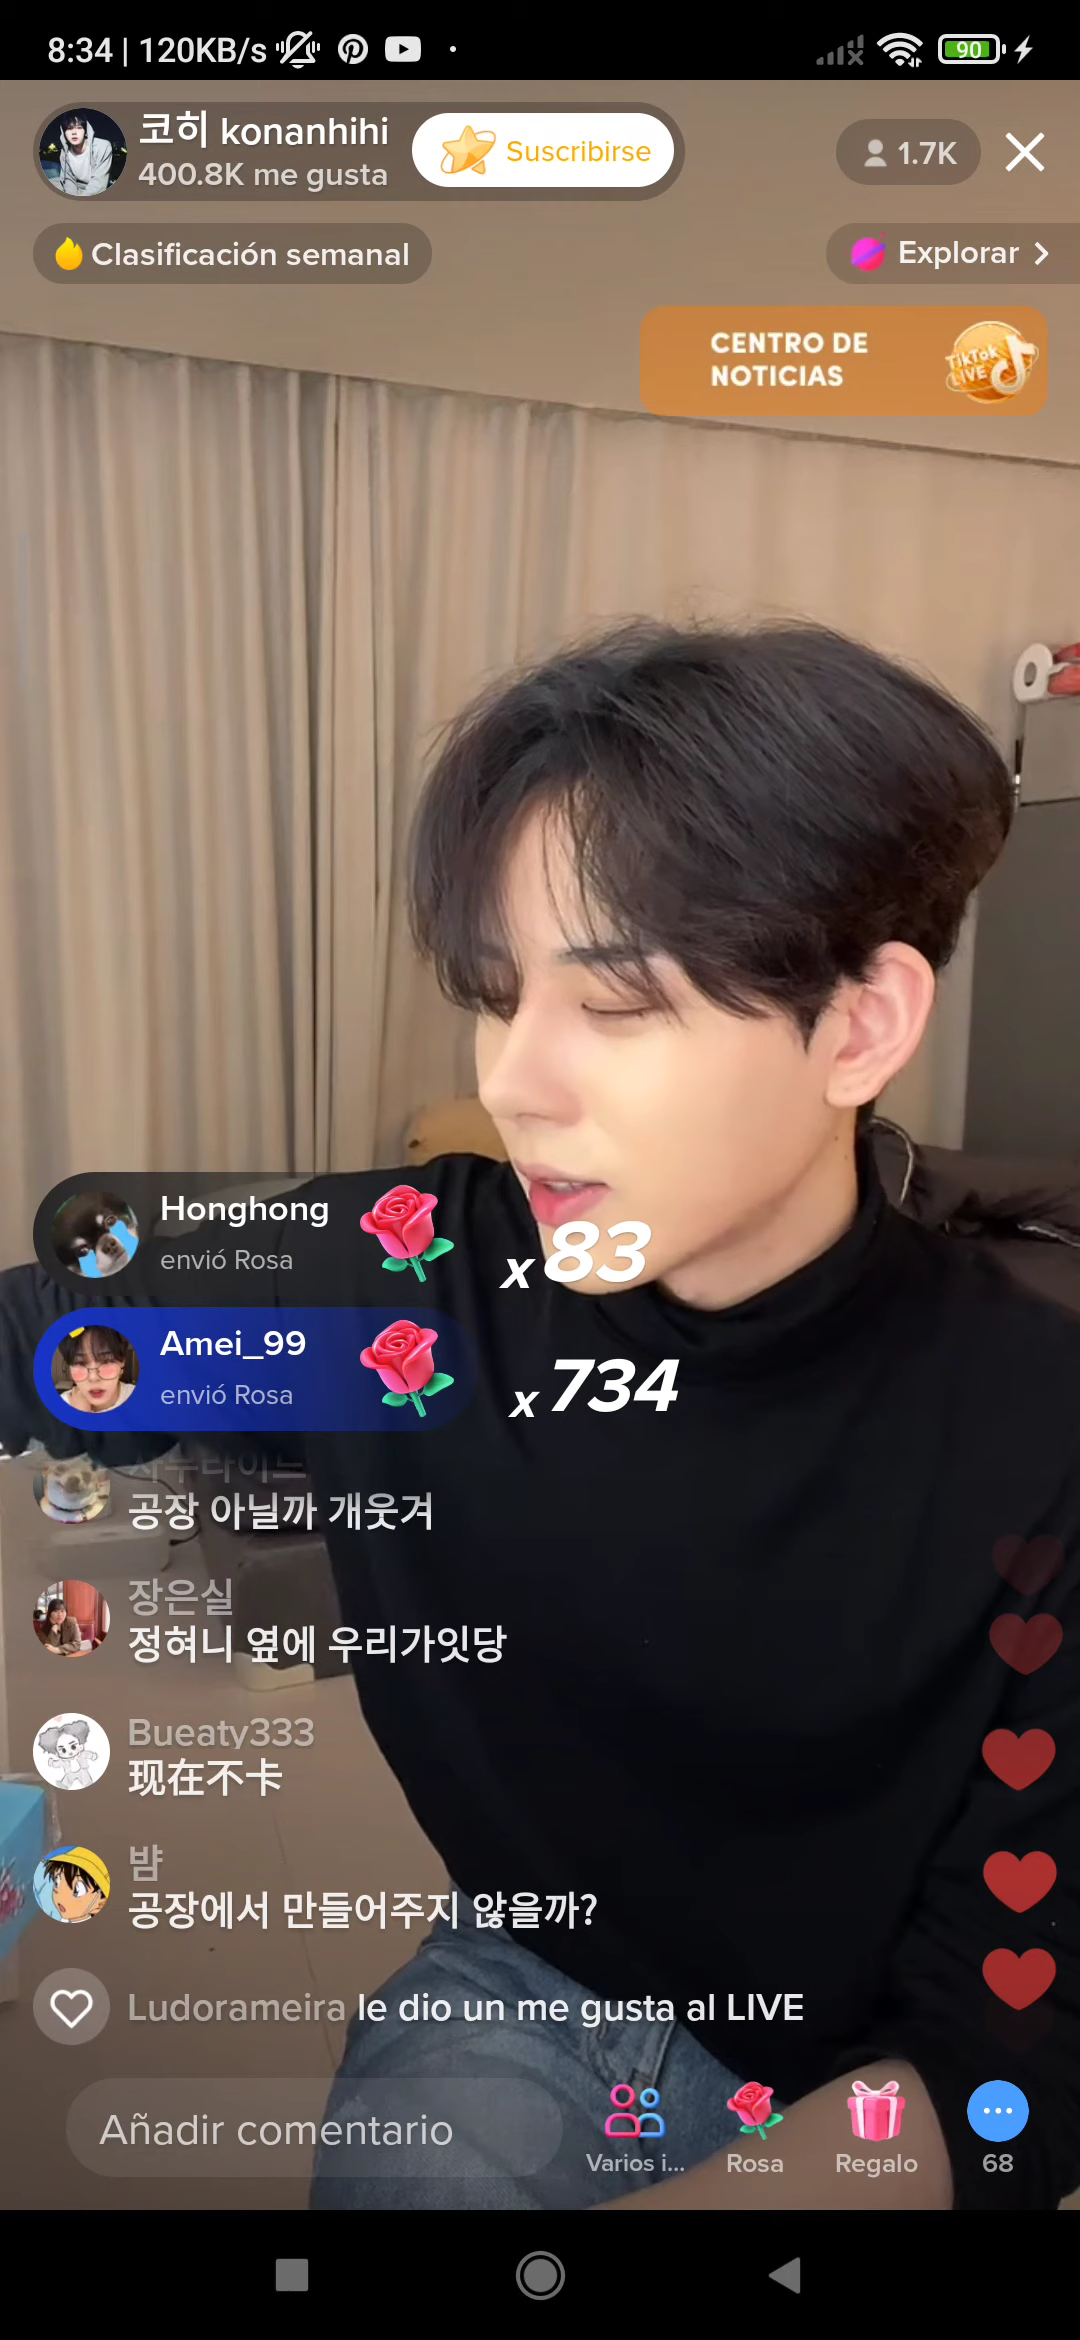 8:34 | 120KB/s
90
코히 konanhihi
400.8K me gusta
Suscribirse
1.7K
Clasificación semanal
Explorar
CENTRO DE
NOTICIAS
TikTok
LIVE
Honghong
envió Rosa
x 83
Amei_99
envió Rosa
x 734
공장 아닐까 개웃겨
장은실
정혀니 옆에 우리가잇당
Bueaty333
现在不卡
뱜
공장에서 만들어주지 않을까?
Ludorameira le dio un me gusta al LIVE
Añadir comentario
Varios i...
Rosa
Regalo
68